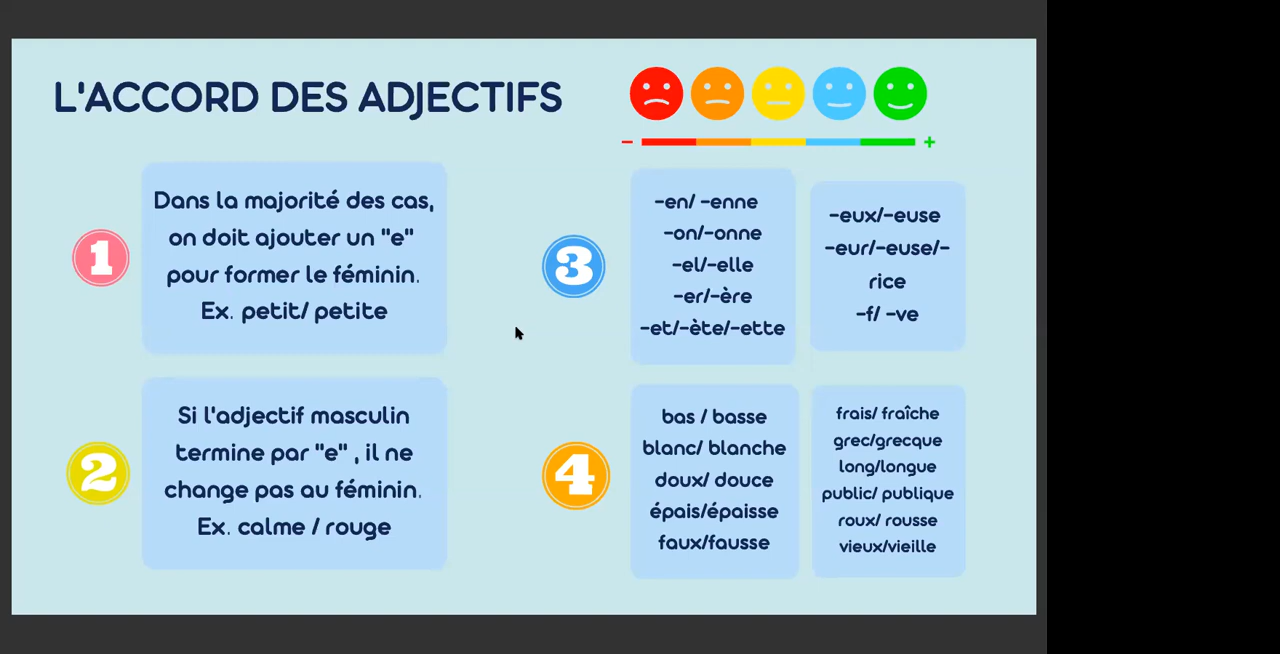 L'ACCORD DES ADJECTIFS
- +
1
Dans la majorité des cas,
on doit ajouter un "e"
pour former le féminin.
Ex. petit/ petite
2
Si l'adjectif masculin
termine par "e" , il ne
change pas au féminin.
Ex. calme / rouge
3
-en/ -enne
-on/-onne
-el/-elle
-er/-ère
-et/-ète/-ette
-eux/-euse
-eur/-euse/-
rice
-f/ -ve
4
bas / basse
blanc/ blanche
doux/ douce
épais/épaisse
faux/fausse
frais/ fraîche
grec/grecque
long/longue
public/ publique
roux/ rousse
vieux/vieille